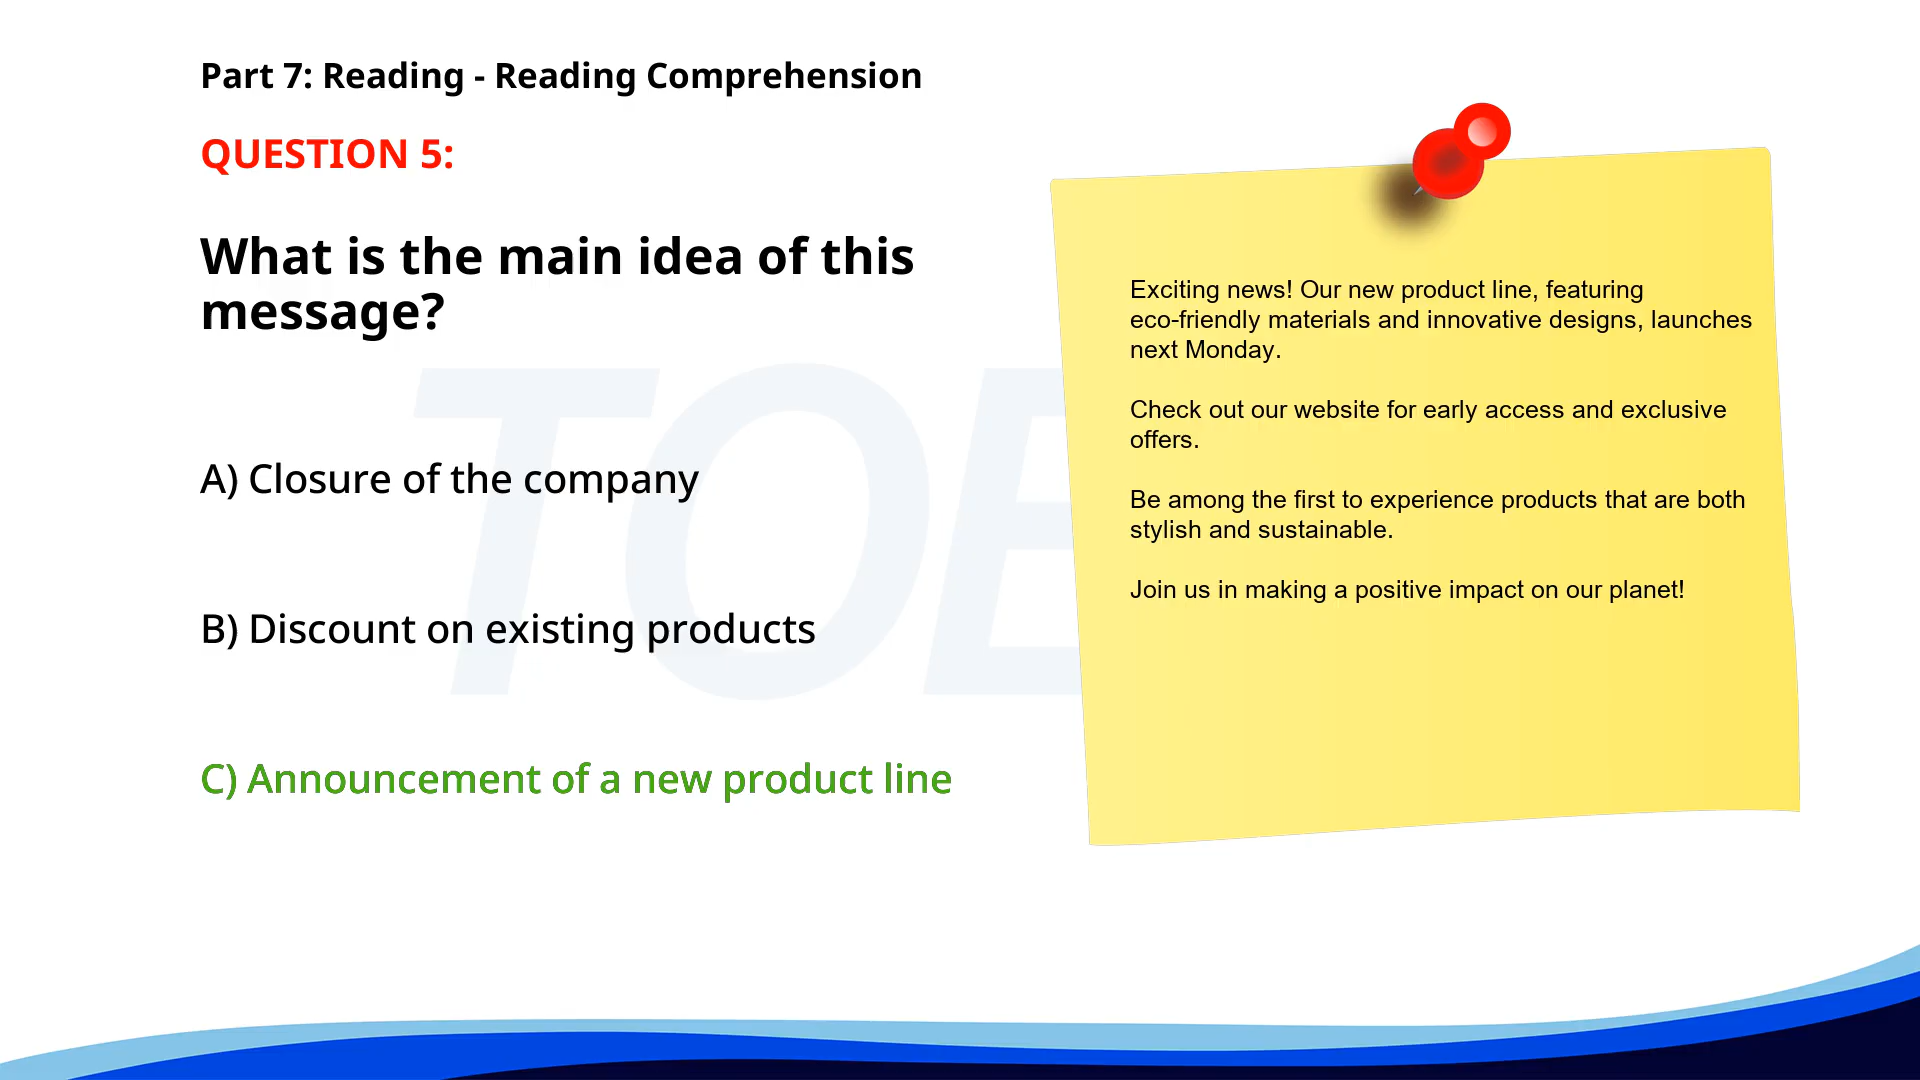 Part 7: Reading - Reading Comprehension
QUESTION 5:
What is the main idea of this
message?
A) Closure of the company
B) Discount on existing products
C) Announcement of a new product line
Exciting news! Our new product line, featuring
eco-friendly materials and innovative designs, launches
next Monday.
Check out our website for early access and exclusive
offers.
Be among the first to experience products that are both
stylish and sustainable.
Join us in making a positive impact on our planet!